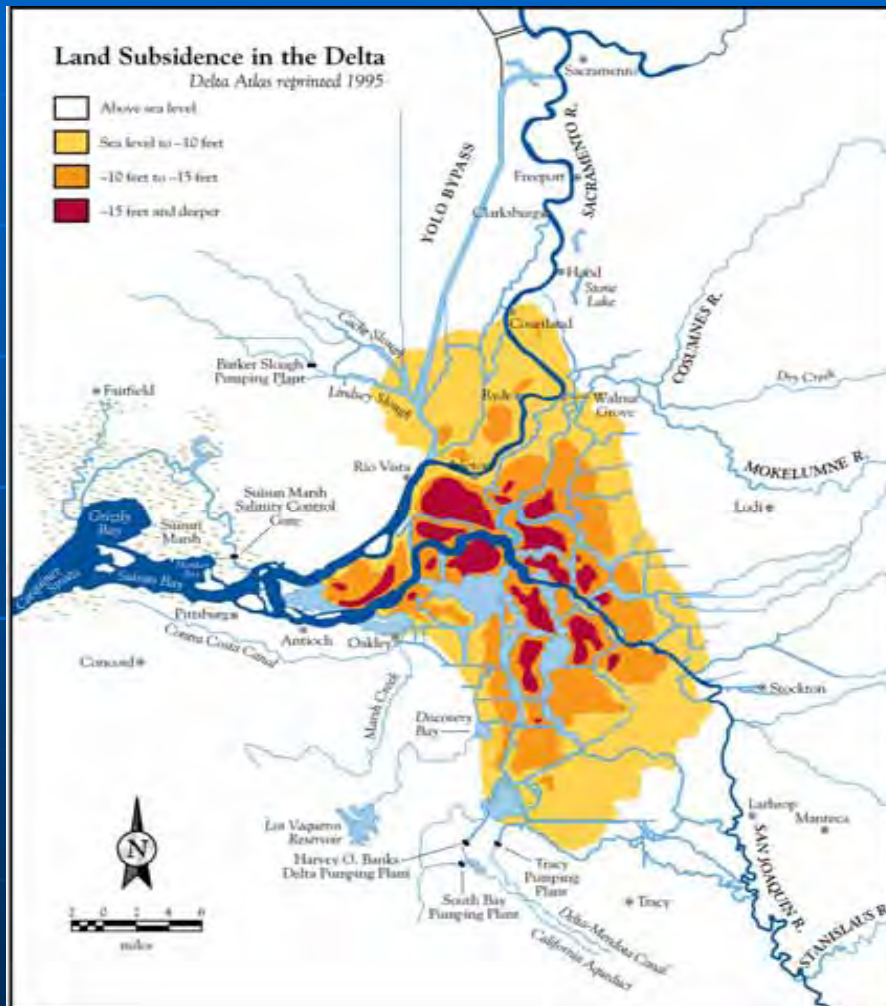 Land Subsidence in the Delta
Delta Atlas reprinted 1995
Above sea level
Sea level to -10 feet
-10 feet to -15 feet
-15 feet and deeper
Sacramento
SACRAMENTO R.
YOLO BYPASS
Freeport
Clarksburg
Hood
Stone
Lake
Courtland
Cache Slough
Barker Slough
Pumping Plant
Lindsey Slough
Ryde
Walnut
Grove
COSUMNES R.
Dry Creek
MOKELUMNE R.
Fairfield
Rio Vista
Lodi
Suisun Marsh
Salinity Control
Gate
Grizzly
Bay
Suisun
Marsh
Suisun Bay
Pittsburg
Antioch
Oakley
Contra Costa Canal
Concord
Marsh Creek
Stockton
Discovery
Bay
Los Vaqueros
Reservoir
Harvey O. Banks
Delta Pumping Plant
South Bay
Pumping Plant
Tracy
Pumping
Plant
Tracy
Delta-Mendota Canal
California Aqueduct
Lathrop
Manteca
SAN JOAQUIN R.
STANISLAUS R.
N
2 0 2 4 6
miles